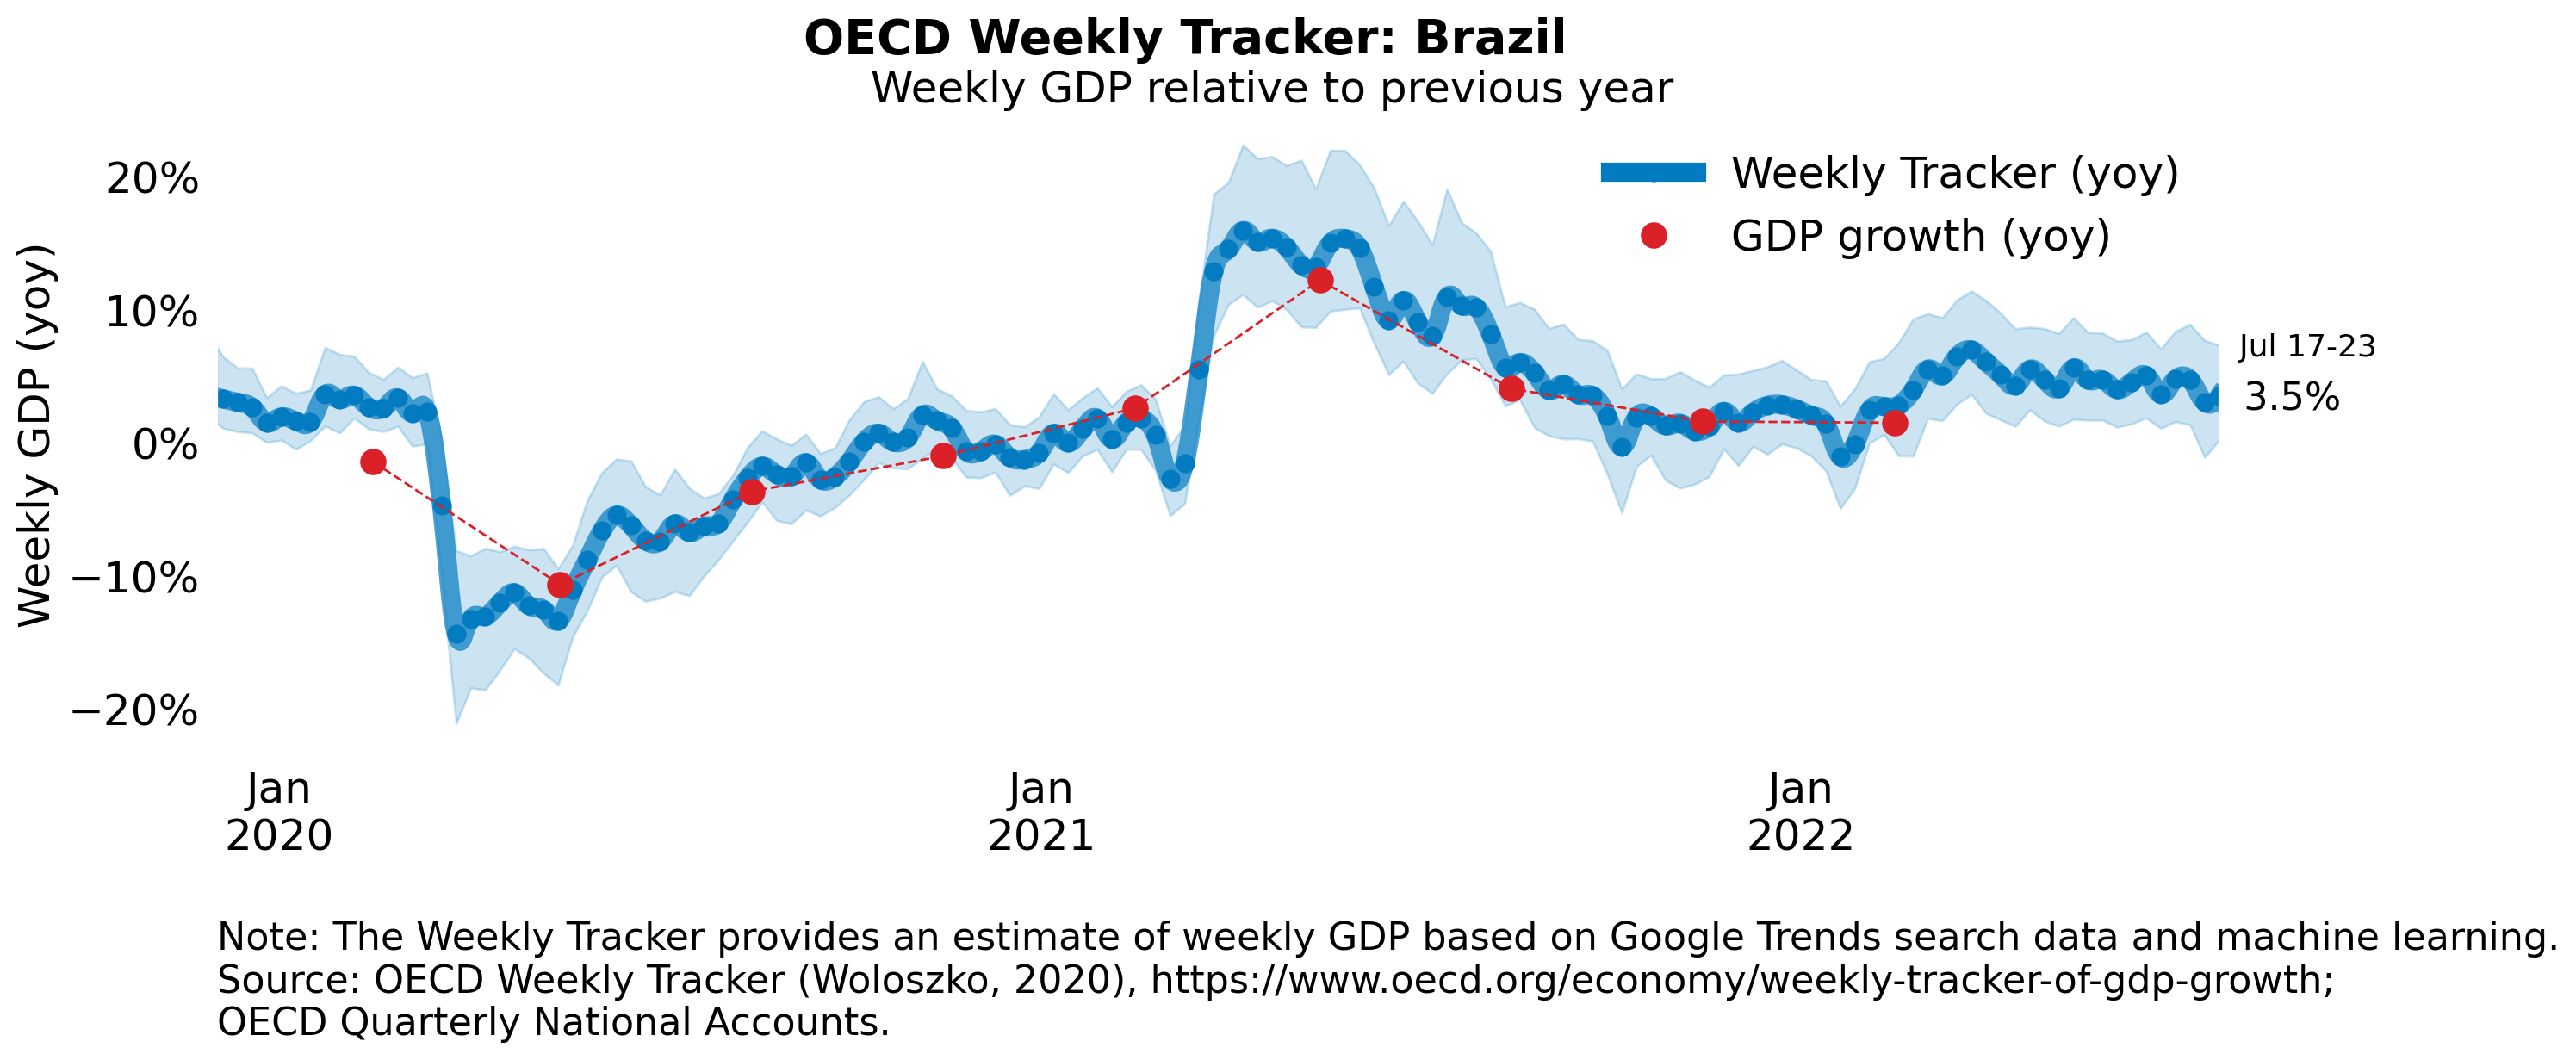 OECD Weekly Tracker: Brazil
Weekly GDP relative to previous year
Weekly GDP (yoy)
20%
10%
0%
−10%
−20%
Weekly Tracker (yoy)
GDP growth (yoy)
Jul 17-23
3.5%
Jan
2020
Jan
2021
Jan
2022
Note: The Weekly Tracker provides an estimate of weekly GDP based on Google Trends search data and machine learning.
Source: OECD Weekly Tracker (Woloszko, 2020), https://www.oecd.org/economy/weekly-tracker-of-gdp-growth;
OECD Quarterly National Accounts.